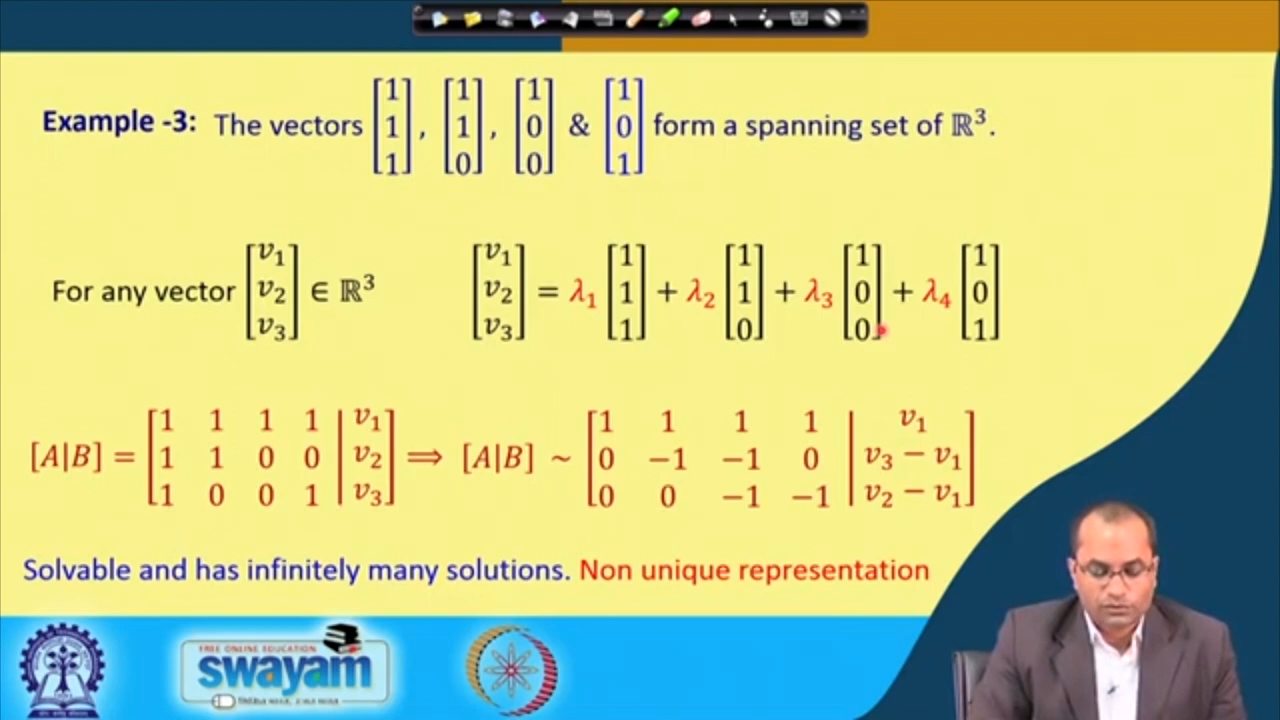 Example -3: The vectors [1 1 1], [1 1 0], [1 0 0] & [1 0 1] form a spanning set of ℝ³.
For any vector [v₁ v₂ v₃] ∈ ℝ³
[v₁ v₂ v₃] = λ₁ [1 1 1] + λ₂ [1 1 0] + λ₃ [1 0 0] + λ₄ [1 0 1]
[A|B] = [1 1 1 1 | v₁
1 1 0 0 | v₂
1 0 0 1 | v₃] ⟹ [A|B] ~ [1 1 1 1 | v₁
0 −1 −1 0 | v₃ − v₁
0 0 −1 −1 | v₂ − v₁]
Solvable and has infinitely many solutions. Non unique representation
FREE ONLINE EDUCATION
swayam